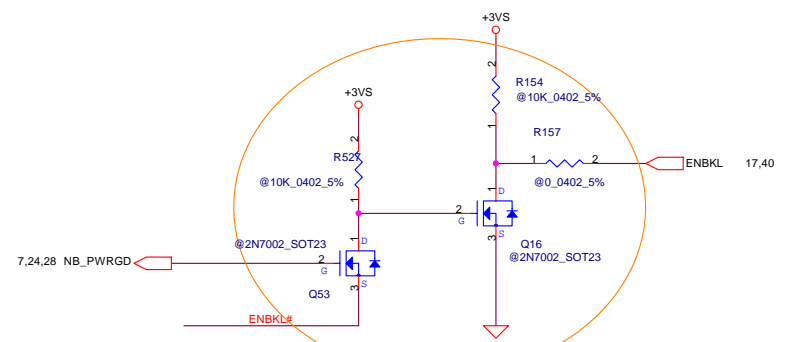 +3VS
2
R154
@10K_0402_5%
1
+3VS
2
R527
@10K_0402_5%
1
R157
1 2
@0_0402_5%
ENBKL 17,40
1 D
2
G
3 S
Q16
@2N7002_SOT23
@2N7002_SOT23
1 D
7,24,28 NB_PWRGD
2
G
3 S
Q53
ENBKL#